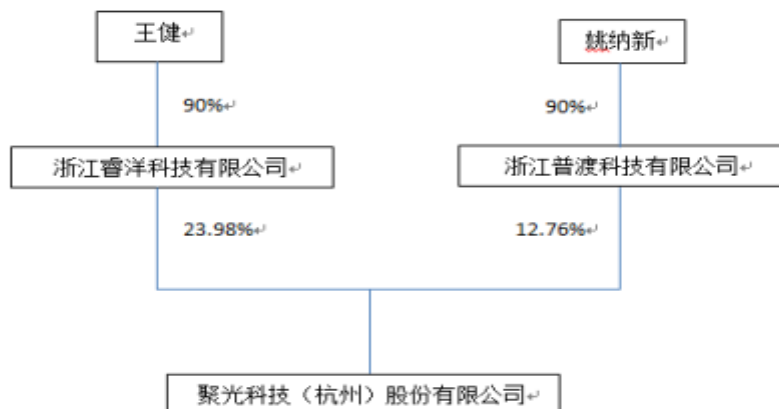 王健
姚纳新
90%
90%
浙江睿洋科技有限公司
浙江普渡科技有限公司
23.98%
12.76%
聚光科技（杭州）股份有限公司